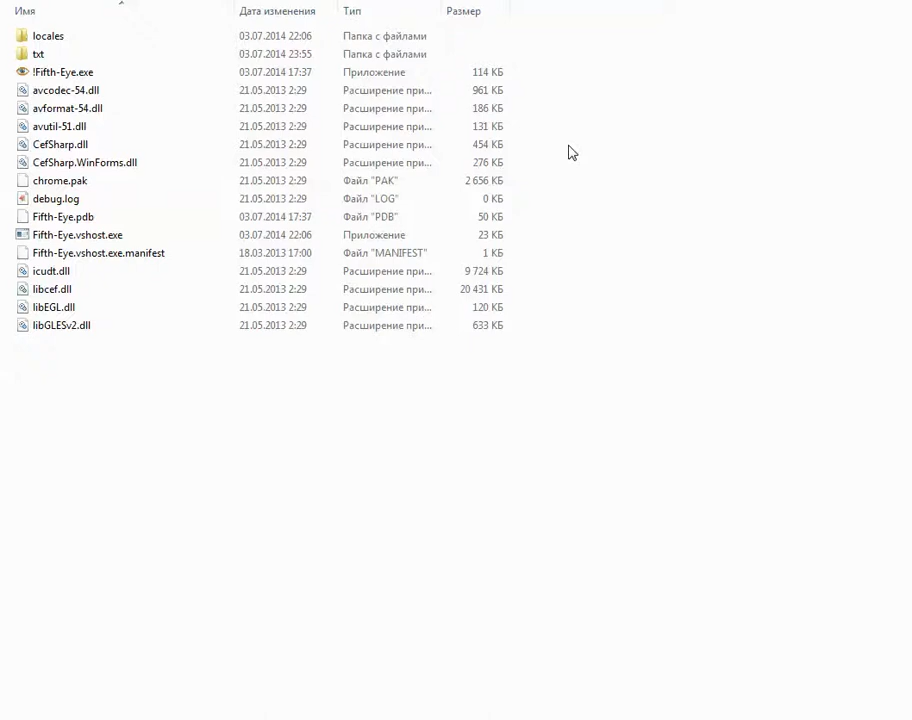 Имя Дата изменения Тип Размер
locales 03.07.2014 22:06 Папка с файлами
txt 03.07.2014 23:55 Папка с файлами
!Fifth-Eye.exe 03.07.2014 17:37 Приложение 114 КБ
avcodec-54.dll 21.05.2013 2:29 Расширение при... 961 КБ
avformat-54.dll 21.05.2013 2:29 Расширение при... 186 КБ
avutil-51.dll 21.05.2013 2:29 Расширение при... 131 КБ
CefSharp.dll 21.05.2013 2:29 Расширение при... 454 КБ
CefSharp.WinForms.dll 21.05.2013 2:29 Расширение при... 276 КБ
chrome.pak 21.05.2013 2:29 Файл "PAK" 2 656 КБ
debug.log 21.05.2013 2:29 Файл "LOG" 0 КБ
Fifth-Eye.pdb 03.07.2014 17:37 Файл "PDB" 50 КБ
Fifth-Eye.vshost.exe 03.07.2014 22:06 Приложение 23 КБ
Fifth-Eye.vshost.exe.manifest 18.03.2013 17:00 Файл "MANIFEST" 1 КБ
icudt.dll 21.05.2013 2:29 Расширение при... 9 724 КБ
libcef.dll 21.05.2013 2:29 Расширение при... 20 431 КБ
libEGL.dll 21.05.2013 2:29 Расширение при... 120 КБ
libGLESv2.dll 21.05.2013 2:29 Расширение при... 633 КБ